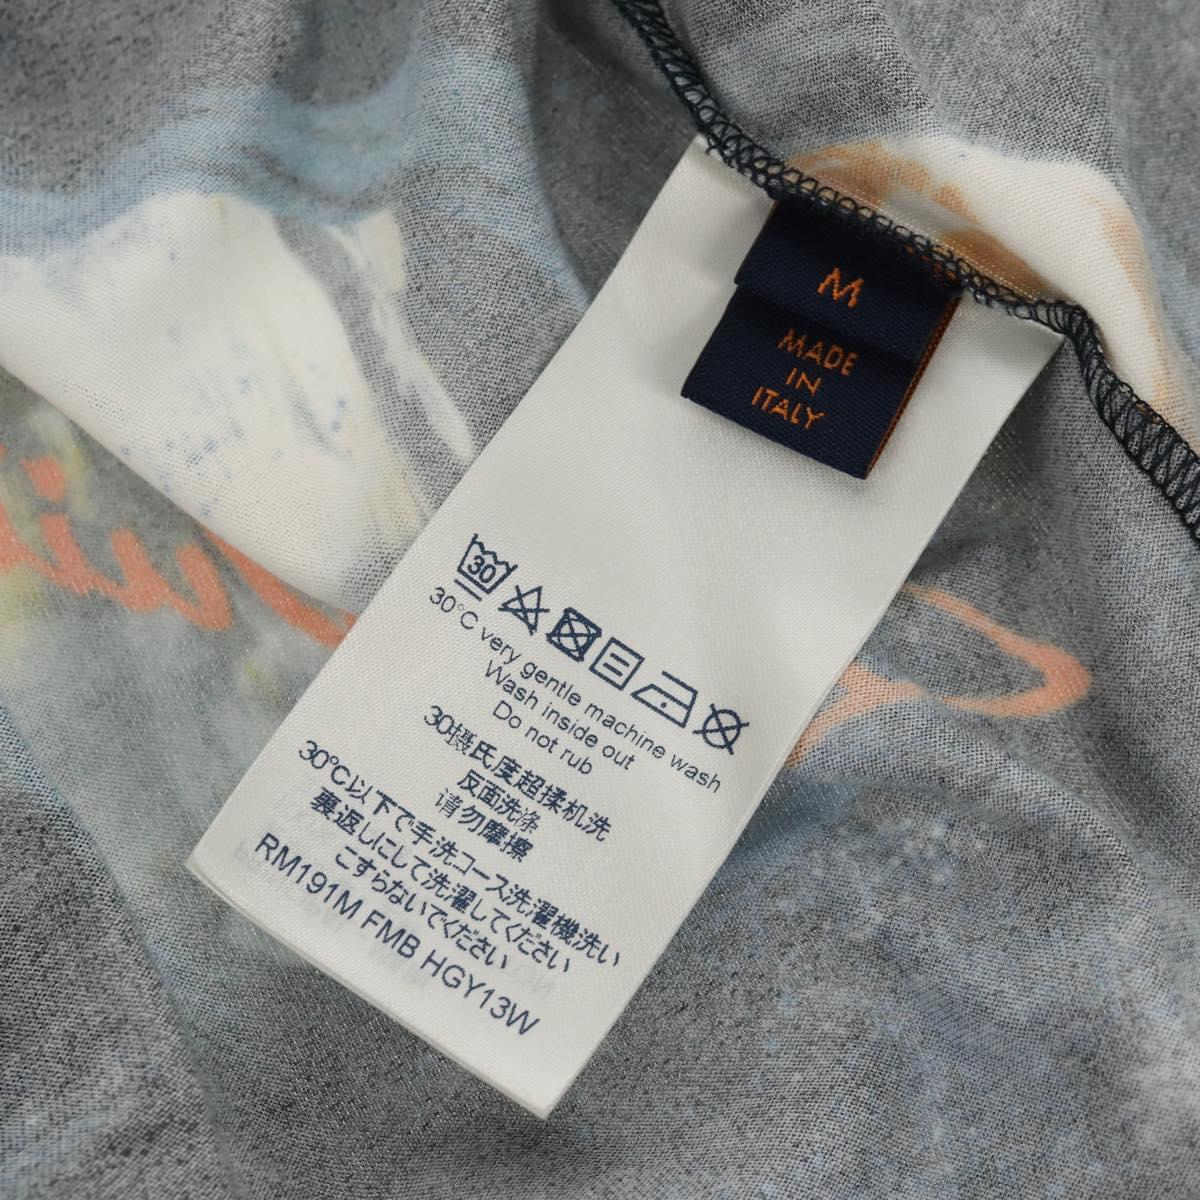 M
MADE
IN
ITALY
30
30°C very gentle machine wash
Wash inside out
Do not rub
30摄氏度超揉机洗
反面洗涤
请勿摩擦
30℃以下で手洗コース洗濯機洗い
裏返しにして洗濯してください
こすらないでください
RM191M FMB HGY13W